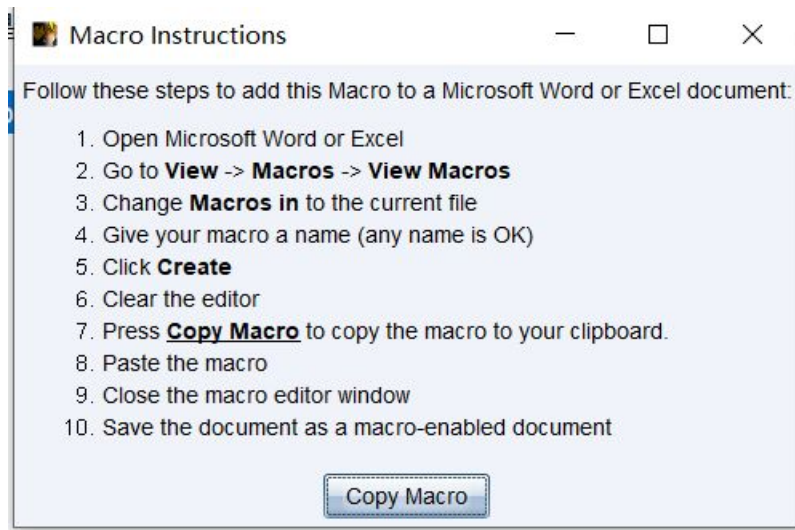 Macro Instructions
Follow these steps to add this Macro to a Microsoft Word or Excel document:
1. Open Microsoft Word or Excel
2. Go to View -> Macros -> View Macros
3. Change Macros in to the current file
4. Give your macro a name (any name is OK)
5. Click Create
6. Clear the editor
7. Press Copy Macro to copy the macro to your clipboard.
8. Paste the macro
9. Close the macro editor window
10. Save the document as a macro-enabled document
Copy Macro